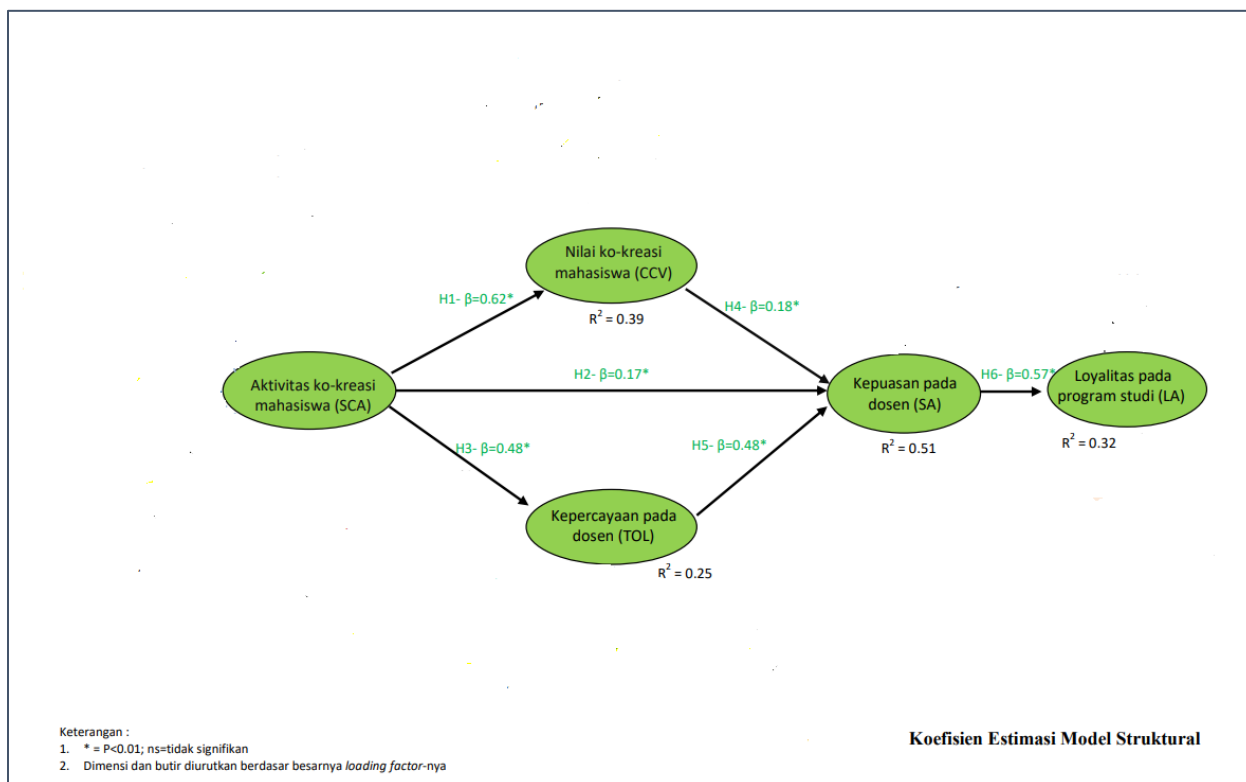 Nilai ko-kreasi
mahasiswa (CCV)
H1- β=0.62*
H4- β=0.18*
R² = 0.39
Aktivitas ko-kreasi
mahasiswa (SCA)
H2- β=0.17*
Kepuasan pada
dosen (SA)
H6- β=0.57*
Loyalitas pada
program studi (LA)
R² = 0.51
R² = 0.32
H3- β=0.48*
H5- β=0.48*
Kepercayaan pada
dosen (TOL)
R² = 0.25
Keterangan :
1. * = P<0.01; ns=tidak signifikan
2. Dimensi dan butir diurutkan berdasar besarnya loading factor-nya
Koefisien Estimasi Model Struktural